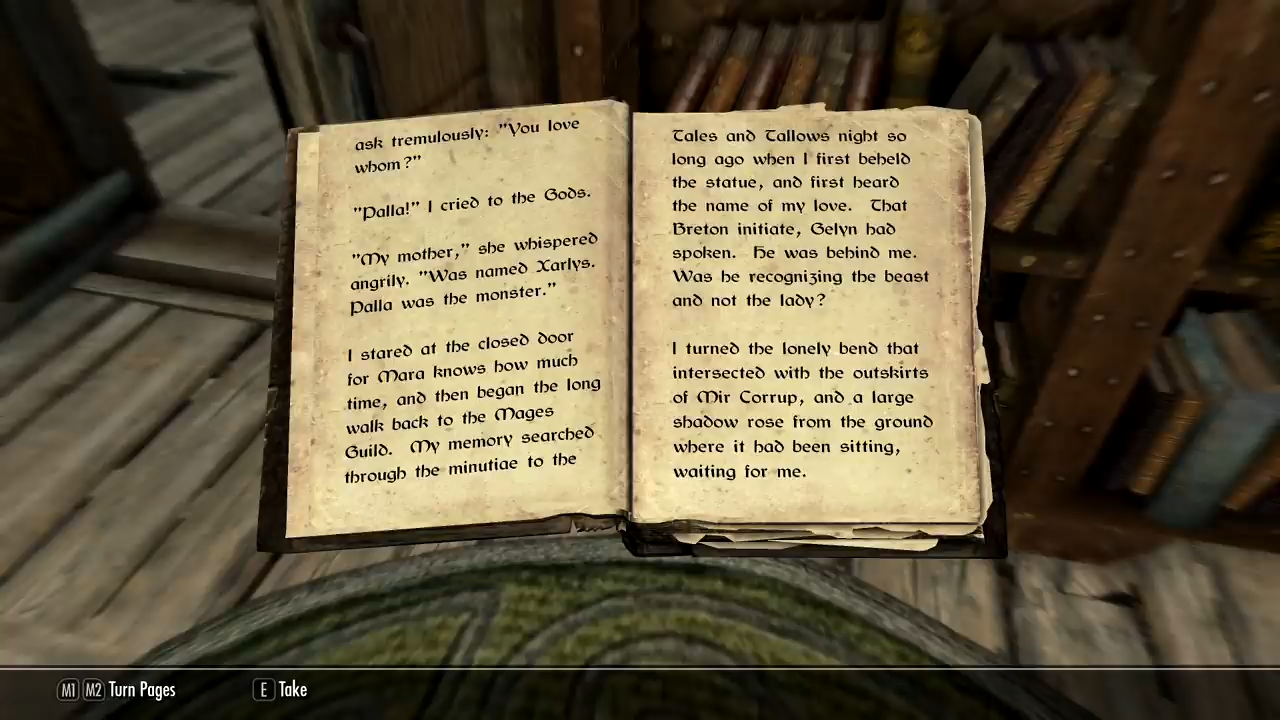 ask tremulously: "You love
whom?"
"Palla!" I cried to the Gods.
"My mother," she whispered
angrily. "Was named Xarlys.
Palla was the monster."
I stared at the closed door
for Mara knows how much
time, and then began the long
walk back to the Mages
Guild. My memory searched
through the minutiae to the
Tales and Tallows night so
long ago when I first beheld
the statue, and first heard
the name of my love. That
Breton initiate, Gelyn had
spoken. He was behind me.
Was he recognizing the beast
and not the lady?
I turned the lonely bend that
intersected with the outskirts
of Mir Corrup, and a large
shadow rose from the ground
where it had been sitting,
waiting for me.
M1 M2 Turn Pages
E Take